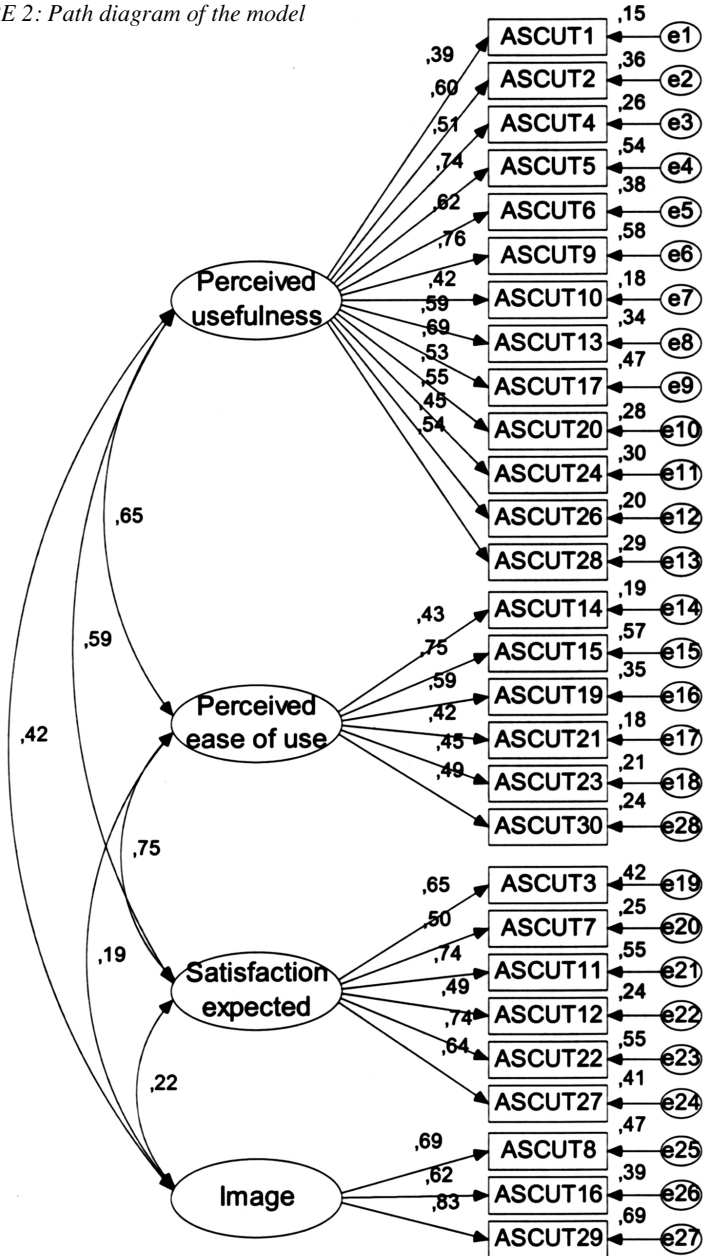 E 2: Path diagram of the model
,39
,60
,51
,74
,62
,76
,42
,59
,69
,53
,55
,45
,54
ASCUT1
,15
e1
ASCUT2
,36
e2
ASCUT4
,26
e3
ASCUT5
,54
e4
ASCUT6
,38
e5
ASCUT9
,58
e6
ASCUT10
,18
e7
ASCUT13
,34
e8
ASCUT17
,47
e9
ASCUT20
,28
e10
ASCUT24
,30
e11
ASCUT26
,20
e12
ASCUT28
,29
e13
Perceived
usefulness
,65
,59
,42
,43
,75
,59
,42
,45
,49
ASCUT14
,19
e14
ASCUT15
,57
e15
ASCUT19
,35
e16
ASCUT21
,18
e17
ASCUT23
,21
e18
ASCUT30
,24
e28
Perceived
ease of use
,75
,19
,65
,50
,74
,49
,74
,64
ASCUT3
,42
e19
ASCUT7
,25
e20
ASCUT11
,55
e21
ASCUT12
,24
e22
ASCUT22
,55
e23
ASCUT27
,41
e24
Satisfaction
expected
,22
,69
,62
,83
ASCUT8
,47
e25
ASCUT16
,39
e26
ASCUT29
,69
e27
Image